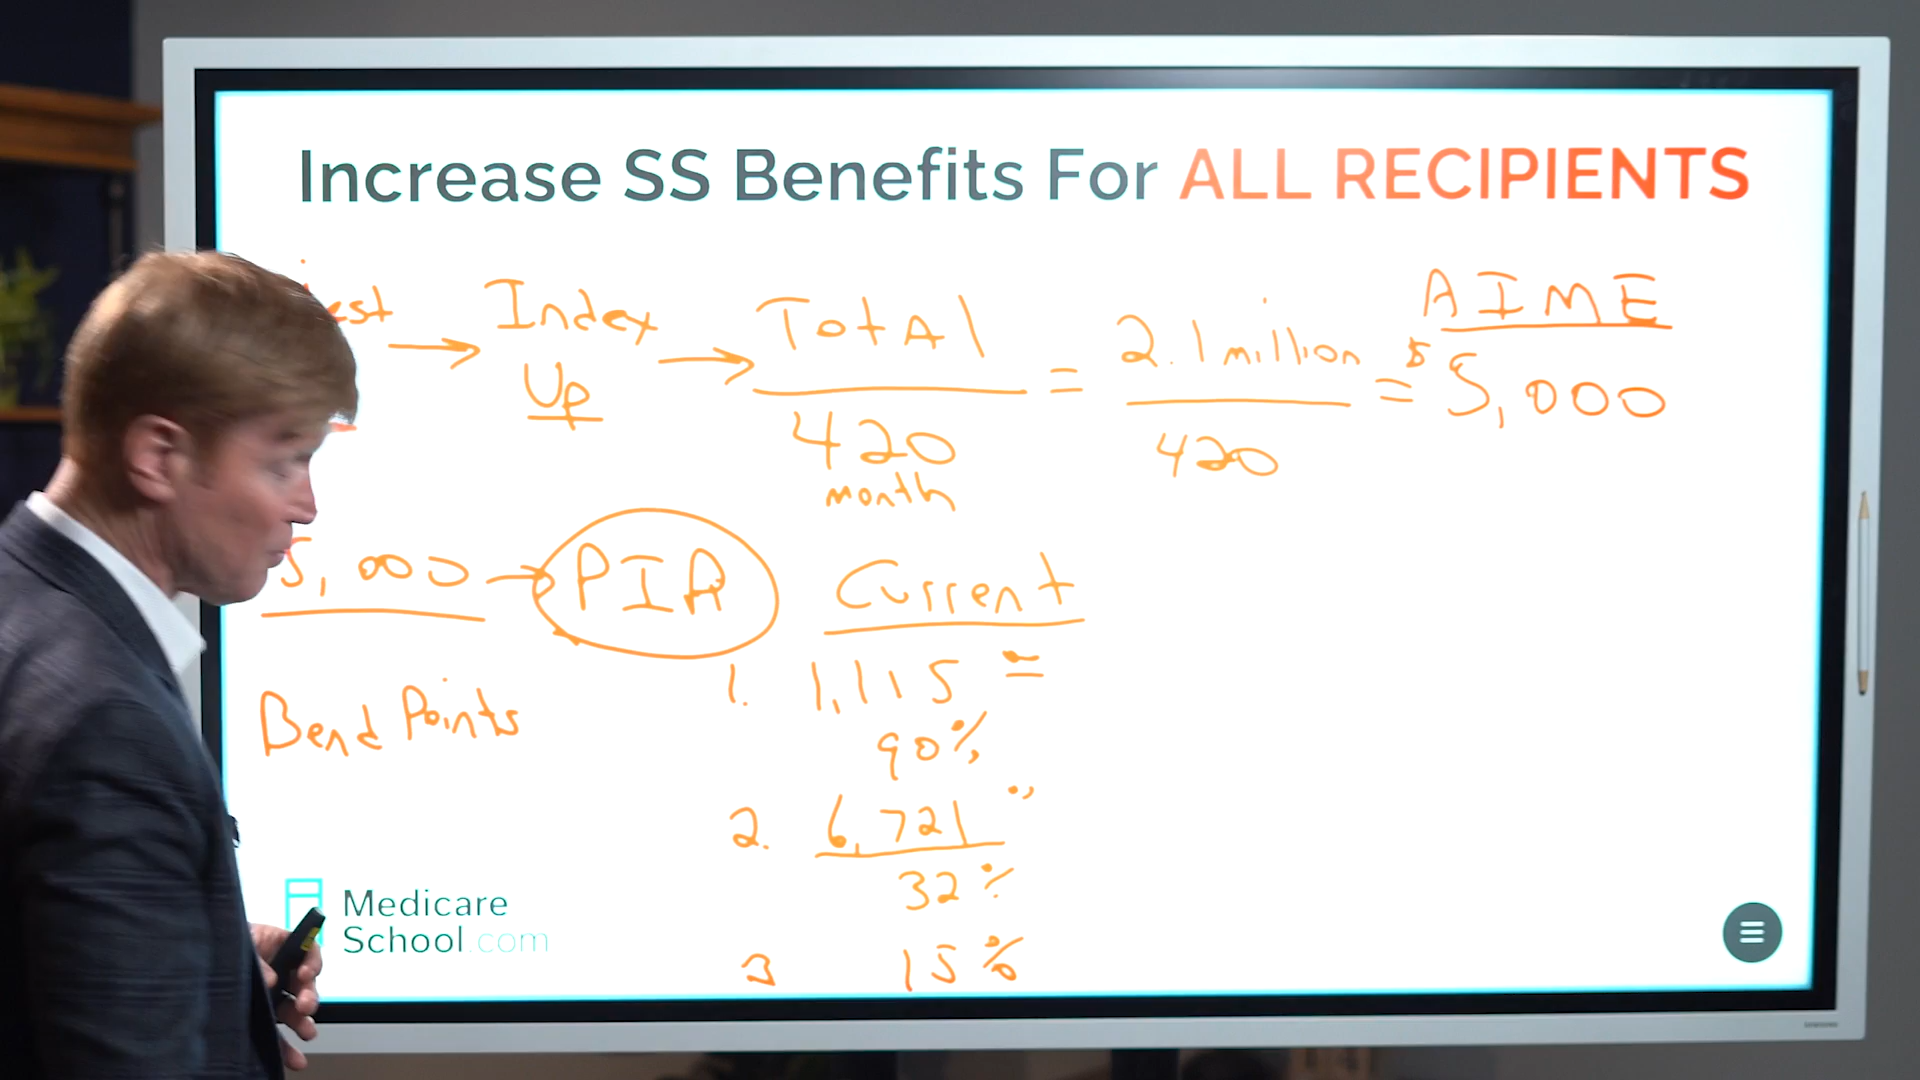 Increase SS Benefits For ALL RECIPIENTS
est → Index Up → Total / 420 month = 2.1 million / 420 = $5,000
AIME
5,000 → PIA
Current
1. 1,115 =
90%
Bend Points
2. 6,721
32%
3 15%
Medicare
School.com